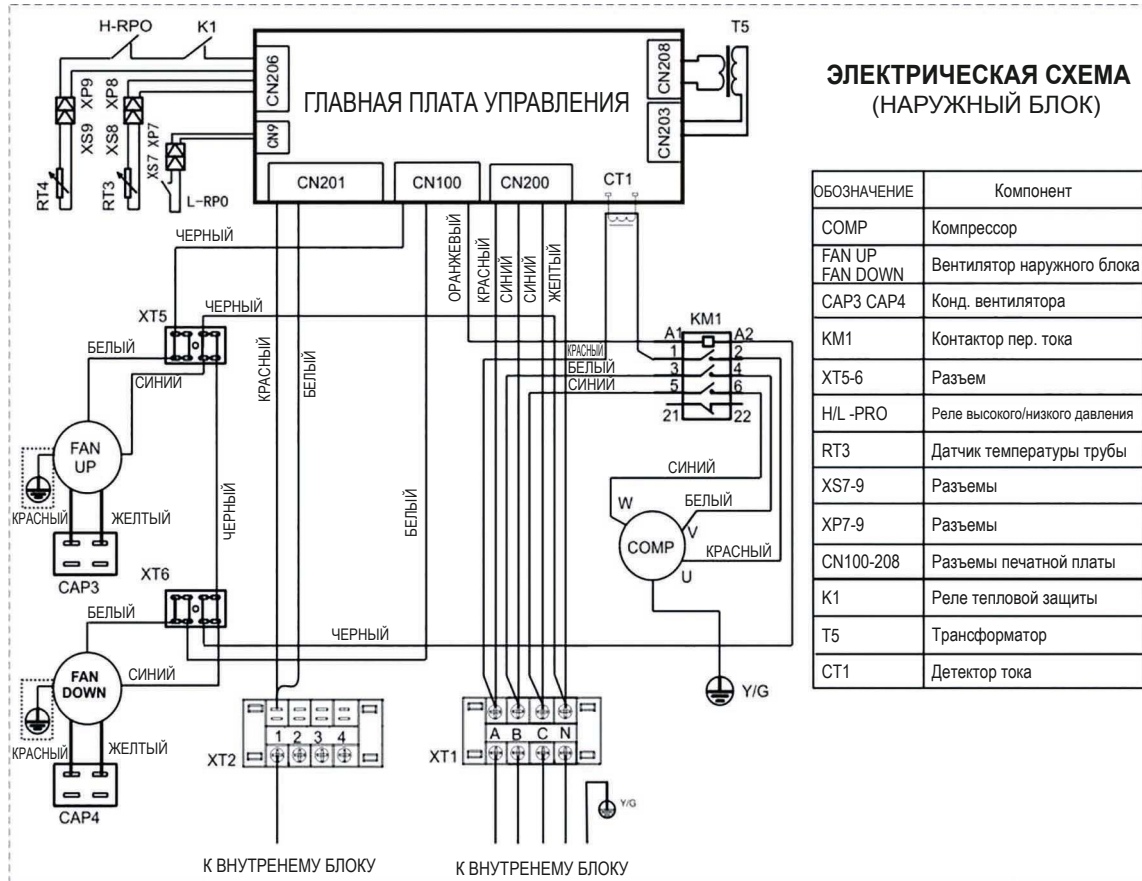 H-RPO
K1
T5
CN206
CN208
CN203
CN9
ГЛАВНАЯ ПЛАТА УПРАВЛЕНИЯ
XP9
XP8
XS9
XS8
XP7
XS7
RT4
RT3
L-RPO
CN201
CN100
CN200
CT1
ЭЛЕКТРИЧЕСКАЯ СХЕМА
(НАРУЖНЫЙ БЛОК)
ОБОЗНАЧЕНИЕ Компонент
COMP Компрессор
FAN UP
FAN DOWN Вентилятор наружного блока
CAP3 CAP4 Конд. вентилятора
KM1 Контактор пер. тока
XT5-6 Разъем
H/L -PRO Реле высокого/низкого давления
RT3 Датчик температуры трубы
XS7-9 Разъемы
XP7-9 Разъемы
CN100-208 Разъемы печатной платы
K1 Реле тепловой защиты
T5 Трансформатор
CT1 Детектор тока
ЧЕРНЫЙ
ОРАНЖЕВЫЙ
КРАСНЫЙ
СИНИЙ
СИНИЙ
ЖЕЛТЫЙ
XT5
ЧЕРНЫЙ
БЕЛЫЙ
СИНИЙ
КРАСНЫЙ
БЕЛЫЙ
KM1
A1 A2
1 2
3 4
5 6
21 22
КРАСНЫЙ
БЕЛЫЙ
СИНИЙ
FAN
UP
КРАСНЫЙ
ЖЕЛТЫЙ
CAP3
ЧЕРНЫЙ
БЕЛЫЙ
СИНИЙ
БЕЛЫЙ
КРАСНЫЙ
W
V
U
COMP
Y/G
XT6
БЕЛЫЙ
ЧЕРНЫЙ
FAN
DOWN
СИНИЙ
КРАСНЫЙ
ЖЕЛТЫЙ
CAP4
XT2
1 2 3 4
XT1
A B C N
Y/G
К ВНУТРЕНЕМУ БЛОКУ
К ВНУТРЕНЕМУ БЛОКУ